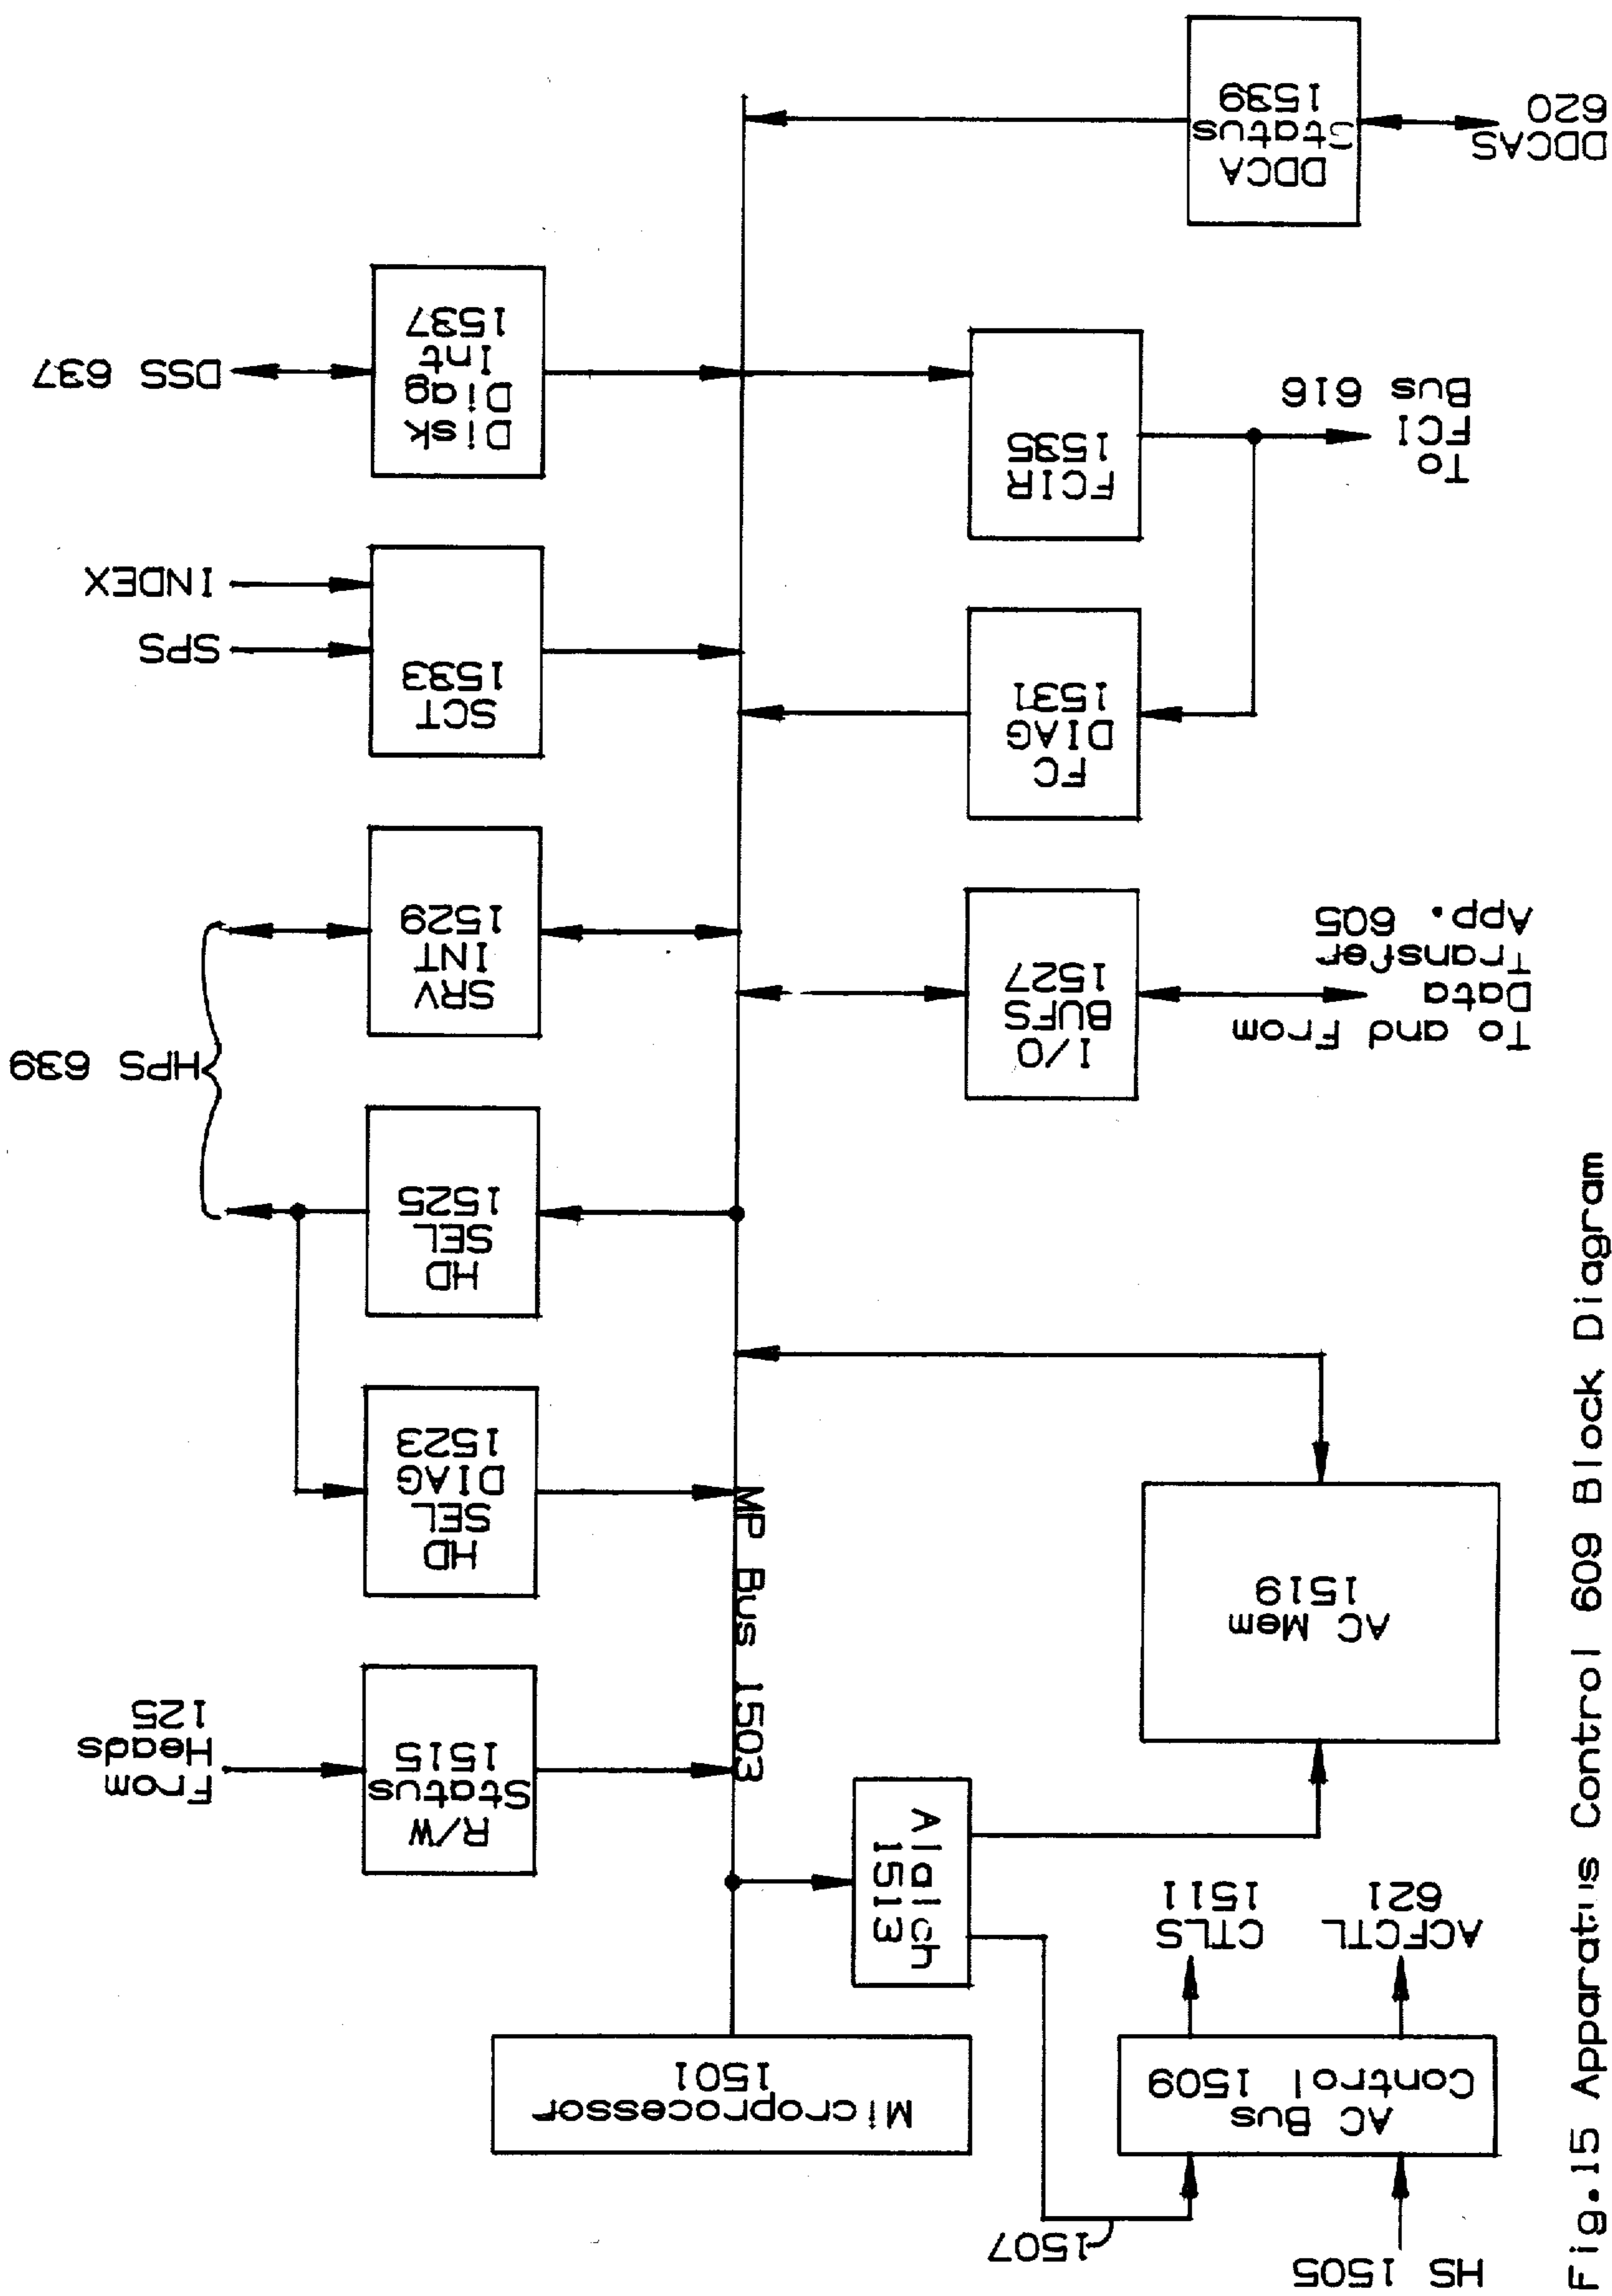 HS 1505
1507
AC Bus
Control 1509
ACFCTL
621
CTLS
1511
Microprocessor
1501
Alatch
1513
MP Bus 1503
R/W
Status
1515
From
Heads
125
AC Mem
1519
HD
SEL
DIAG
1523
HD
SEL
1525
HPS 639
SRV
INT
1529
I/O
BUFS
1527
To and From
Data
Transfer
App. 605
FC
DIAG
1531
SCT
1533
SPS
INDEX
FCIR
1535
To
FCI
Bus 616
Disk
Diag
Int
1537
DSS 637
DDCA
Status
1539
DDCAS
620
Fig.15 Apparatus Control 609 Block Diagram